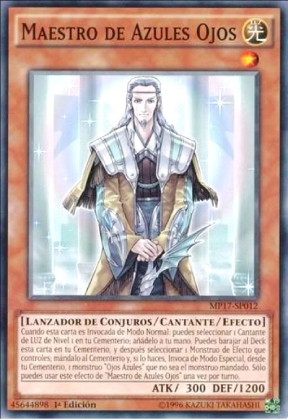 MAESTRO DE AZULES OJOS
光
MP17-SP012
[LANZADOR DE CONJUROS/CANTANTE/EFECTO]
Cuando esta carta es Invocada de Modo Normal: puedes seleccionar 1 Cantante
de LUZ de Nivel 1 en tu Cementerio; añádelo a tu mano. Puedes barajar al Deck
esta carta en tu Cementerio, y después seleccionar 1 Monstruo de Efecto que
controles; mándalo al Cementerio y, si lo haces, Invoca de Modo Especial, desde
tu Cementerio, 1 monstruo "Ojos Azules" que no sea el monstruo mandado. Sólo
puedes usar este efecto de "Maestro de Azules Ojos" una vez por turno.
ATK/ 300 DEF/1200
45644898 1ª Edición ©1996 KAZUKI TAKAHASHI